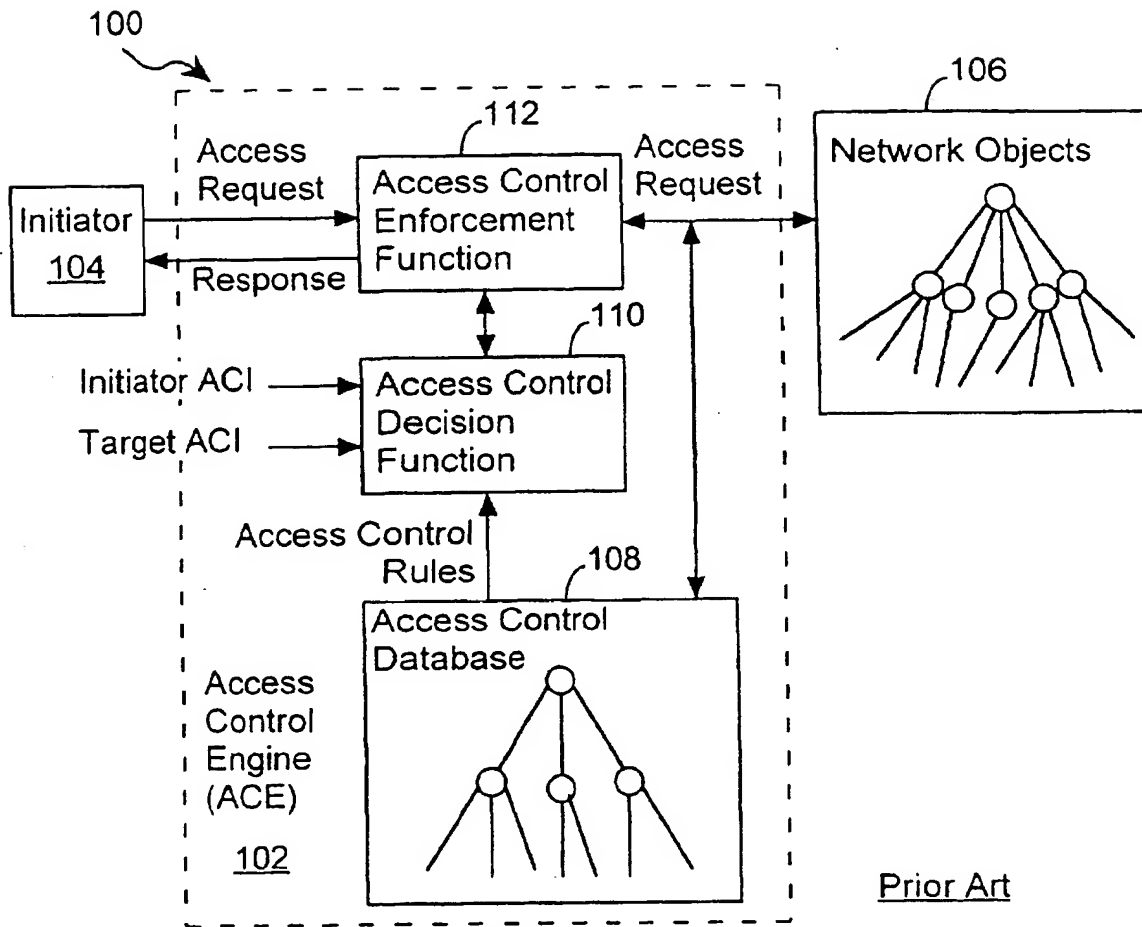 100
106
112
Access
Request
Access Control
Enforcement
Function
Access
Request
Network Objects
Initiator
104
Response
110
Initiator ACI
Target ACI
Access Control
Decision
Function
Access Control
Rules
108
Access Control
Database
Access
Control
Engine
(ACE)
102
Prior Art